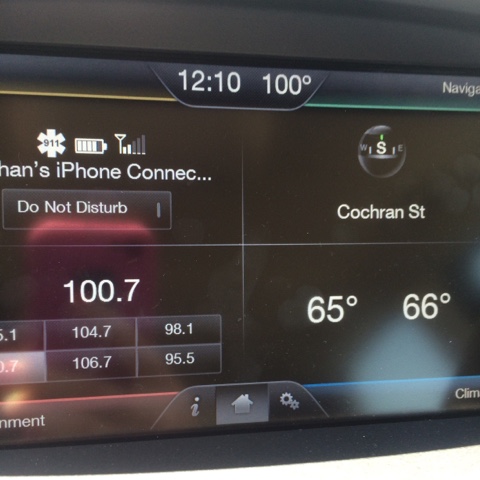 12:10 100°
Naviga
911
W S E
han's iPhone Connec...
Do Not Disturb
Cochran St
100.7
65° 66°
5.1 104.7 98.1
0.7 106.7 95.5
i
nment
Clim